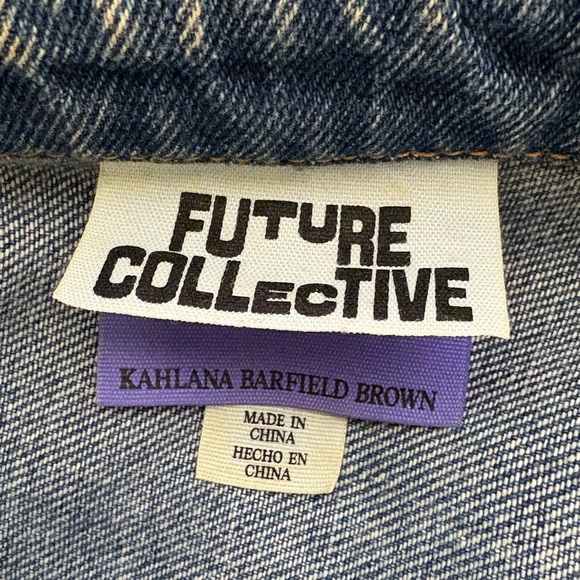 FUTURE
COLLECTIVE
KAHLANA BARFIELD BROWN
MADE IN
CHINA
HECHO EN
CHINA